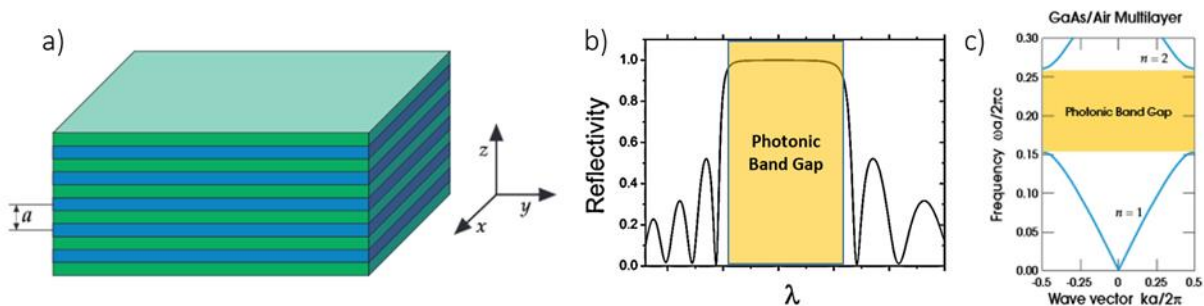 a)
a
z
y
x
b)
Reflectivity
1.0
0.8
0.6
0.4
0.2
0.0
Photonic
Band Gap
λ
c)
GaAs/Air Multilayer
Frequency ωa/2πc
0.30
0.25
0.20
0.15
0.10
0.05
0.00
n = 2
Photonic Band Gap
n = 1
-0.5 -0.25 0 0.25 0.5
Wave vector ka/2π